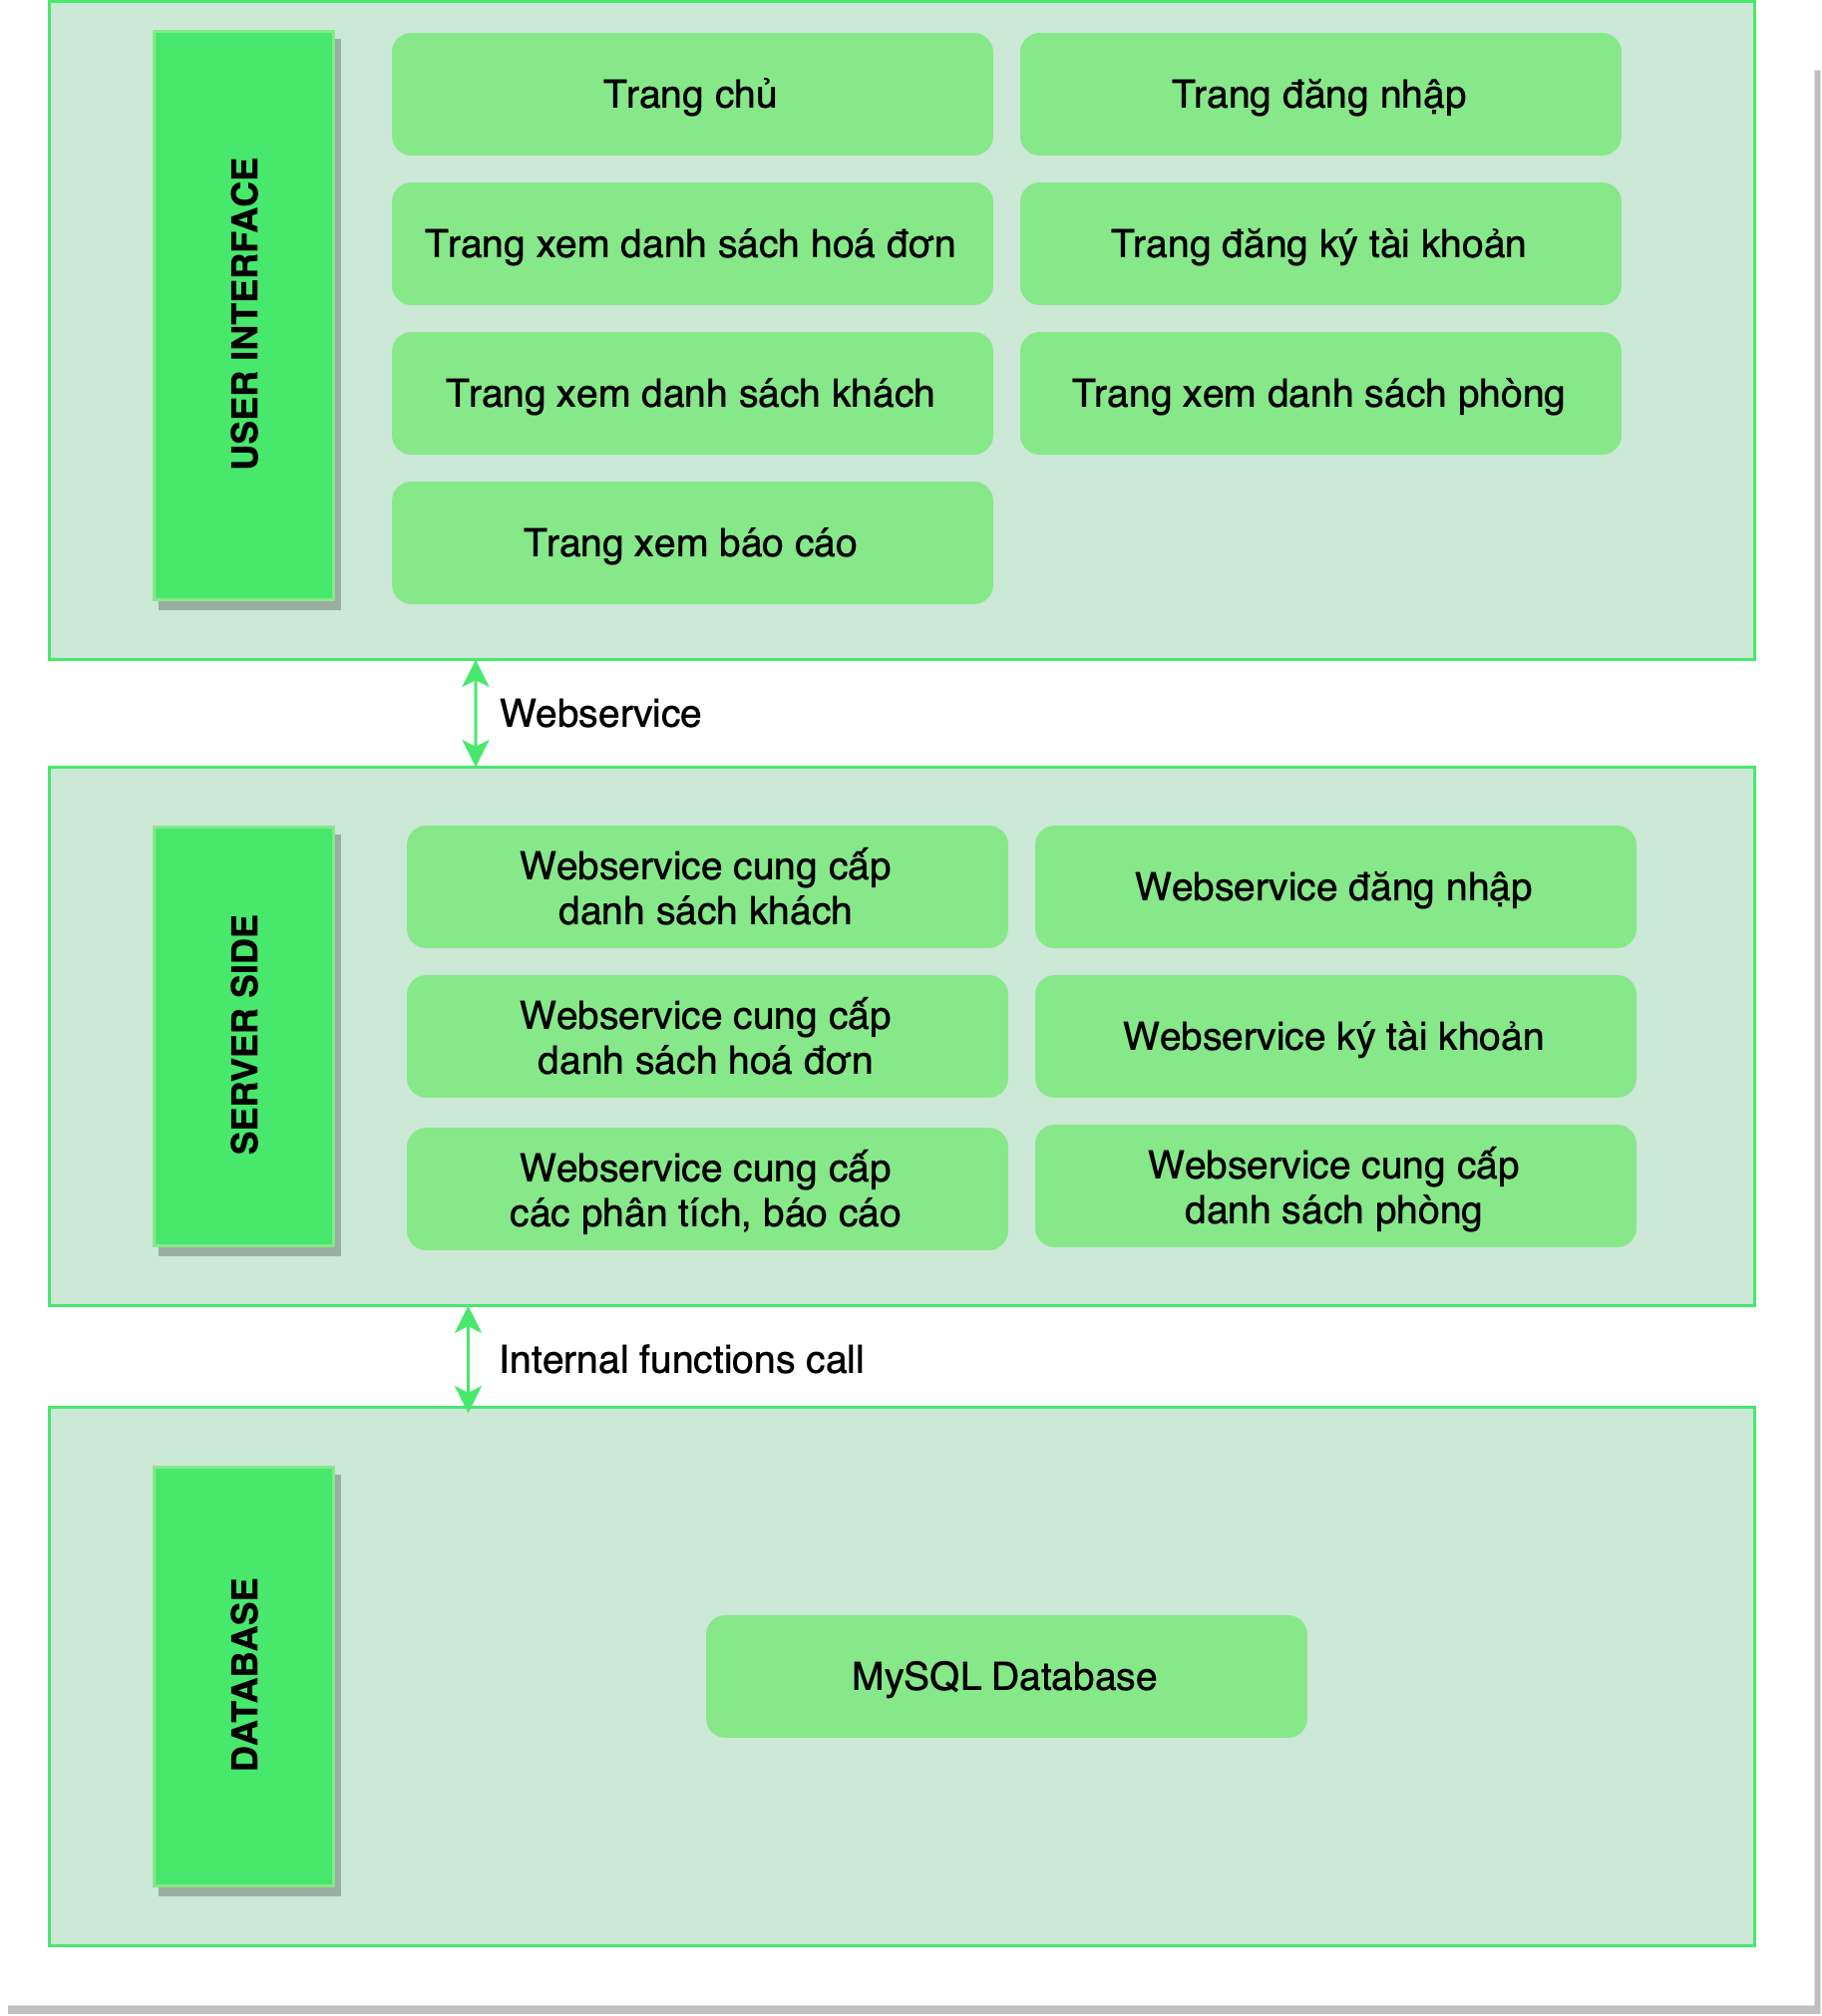 USER INTERFACE
Trang chủ
Trang đăng nhập
Trang xem danh sách hoá đơn
Trang đăng ký tài khoản
Trang xem danh sách khách
Trang xem danh sách phòng
Trang xem báo cáo
Webservice
SERVER SIDE
Webservice cung cấp
danh sách khách
Webservice đăng nhập
Webservice cung cấp
danh sách hoá đơn
Webservice ký tài khoản
Webservice cung cấp
các phân tích, báo cáo
Webservice cung cấp
danh sách phòng
Internal functions call
DATABASE
MySQL Database